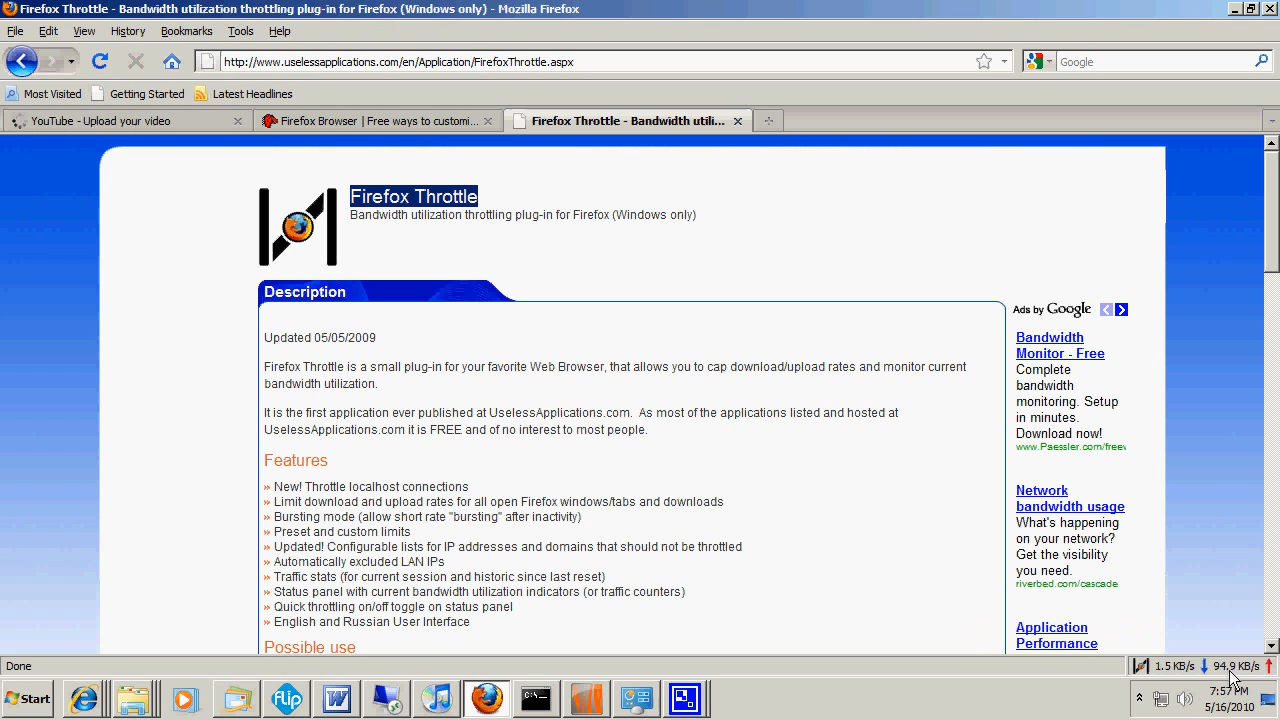 Firefox Throttle - Bandwidth utilization throttling plug-in for Firefox (Windows only) - Mozilla Firefox
File Edit View History Bookmarks Tools Help
http://www.uselessapplications.com/en/Application/FirefoxThrottle.aspx
Google
Most Visited Getting Started Latest Headlines
YouTube - Upload your video
Firefox Browser | Free ways to customi...
Firefox Throttle - Bandwidth utili...
Firefox Throttle
Bandwidth utilization throttling plug-in for Firefox (Windows only)
Description
Updated 05/05/2009
Firefox Throttle is a small plug-in for your favorite Web Browser, that allows you to cap download/upload rates and monitor current
bandwidth utilization.
It is the first application ever published at UselessApplications.com. As most of the applications listed and hosted at
UselessApplications.com it is FREE and of no interest to most people.
Features
» New! Throttle localhost connections
» Limit download and upload rates for all open Firefox windows/tabs and downloads
» Bursting mode (allow short rate "bursting" after inactivity)
» Preset and custom limits
» Updated! Configurable lists for IP addresses and domains that should not be throttled
» Automatically excluded LAN IPs
» Traffic stats (for current session and historic since last reset)
» Status panel with current bandwidth utilization indicators (or traffic counters)
» Quick throttling on/off toggle on status panel
» English and Russian User Interface
Possible use
Ads by Google
Bandwidth
Monitor - Free
Complete
bandwidth
monitoring. Setup
in minutes.
Download now!
www.Paessler.com/freev
Network
bandwidth usage
What's happening
on your network?
Get the visibility
you need.
riverbed.com/cascade
Application
Performance
Done
1.5 KB/s 94.9 KB/s
Start
flip
W
7:57 PM
5/16/2010